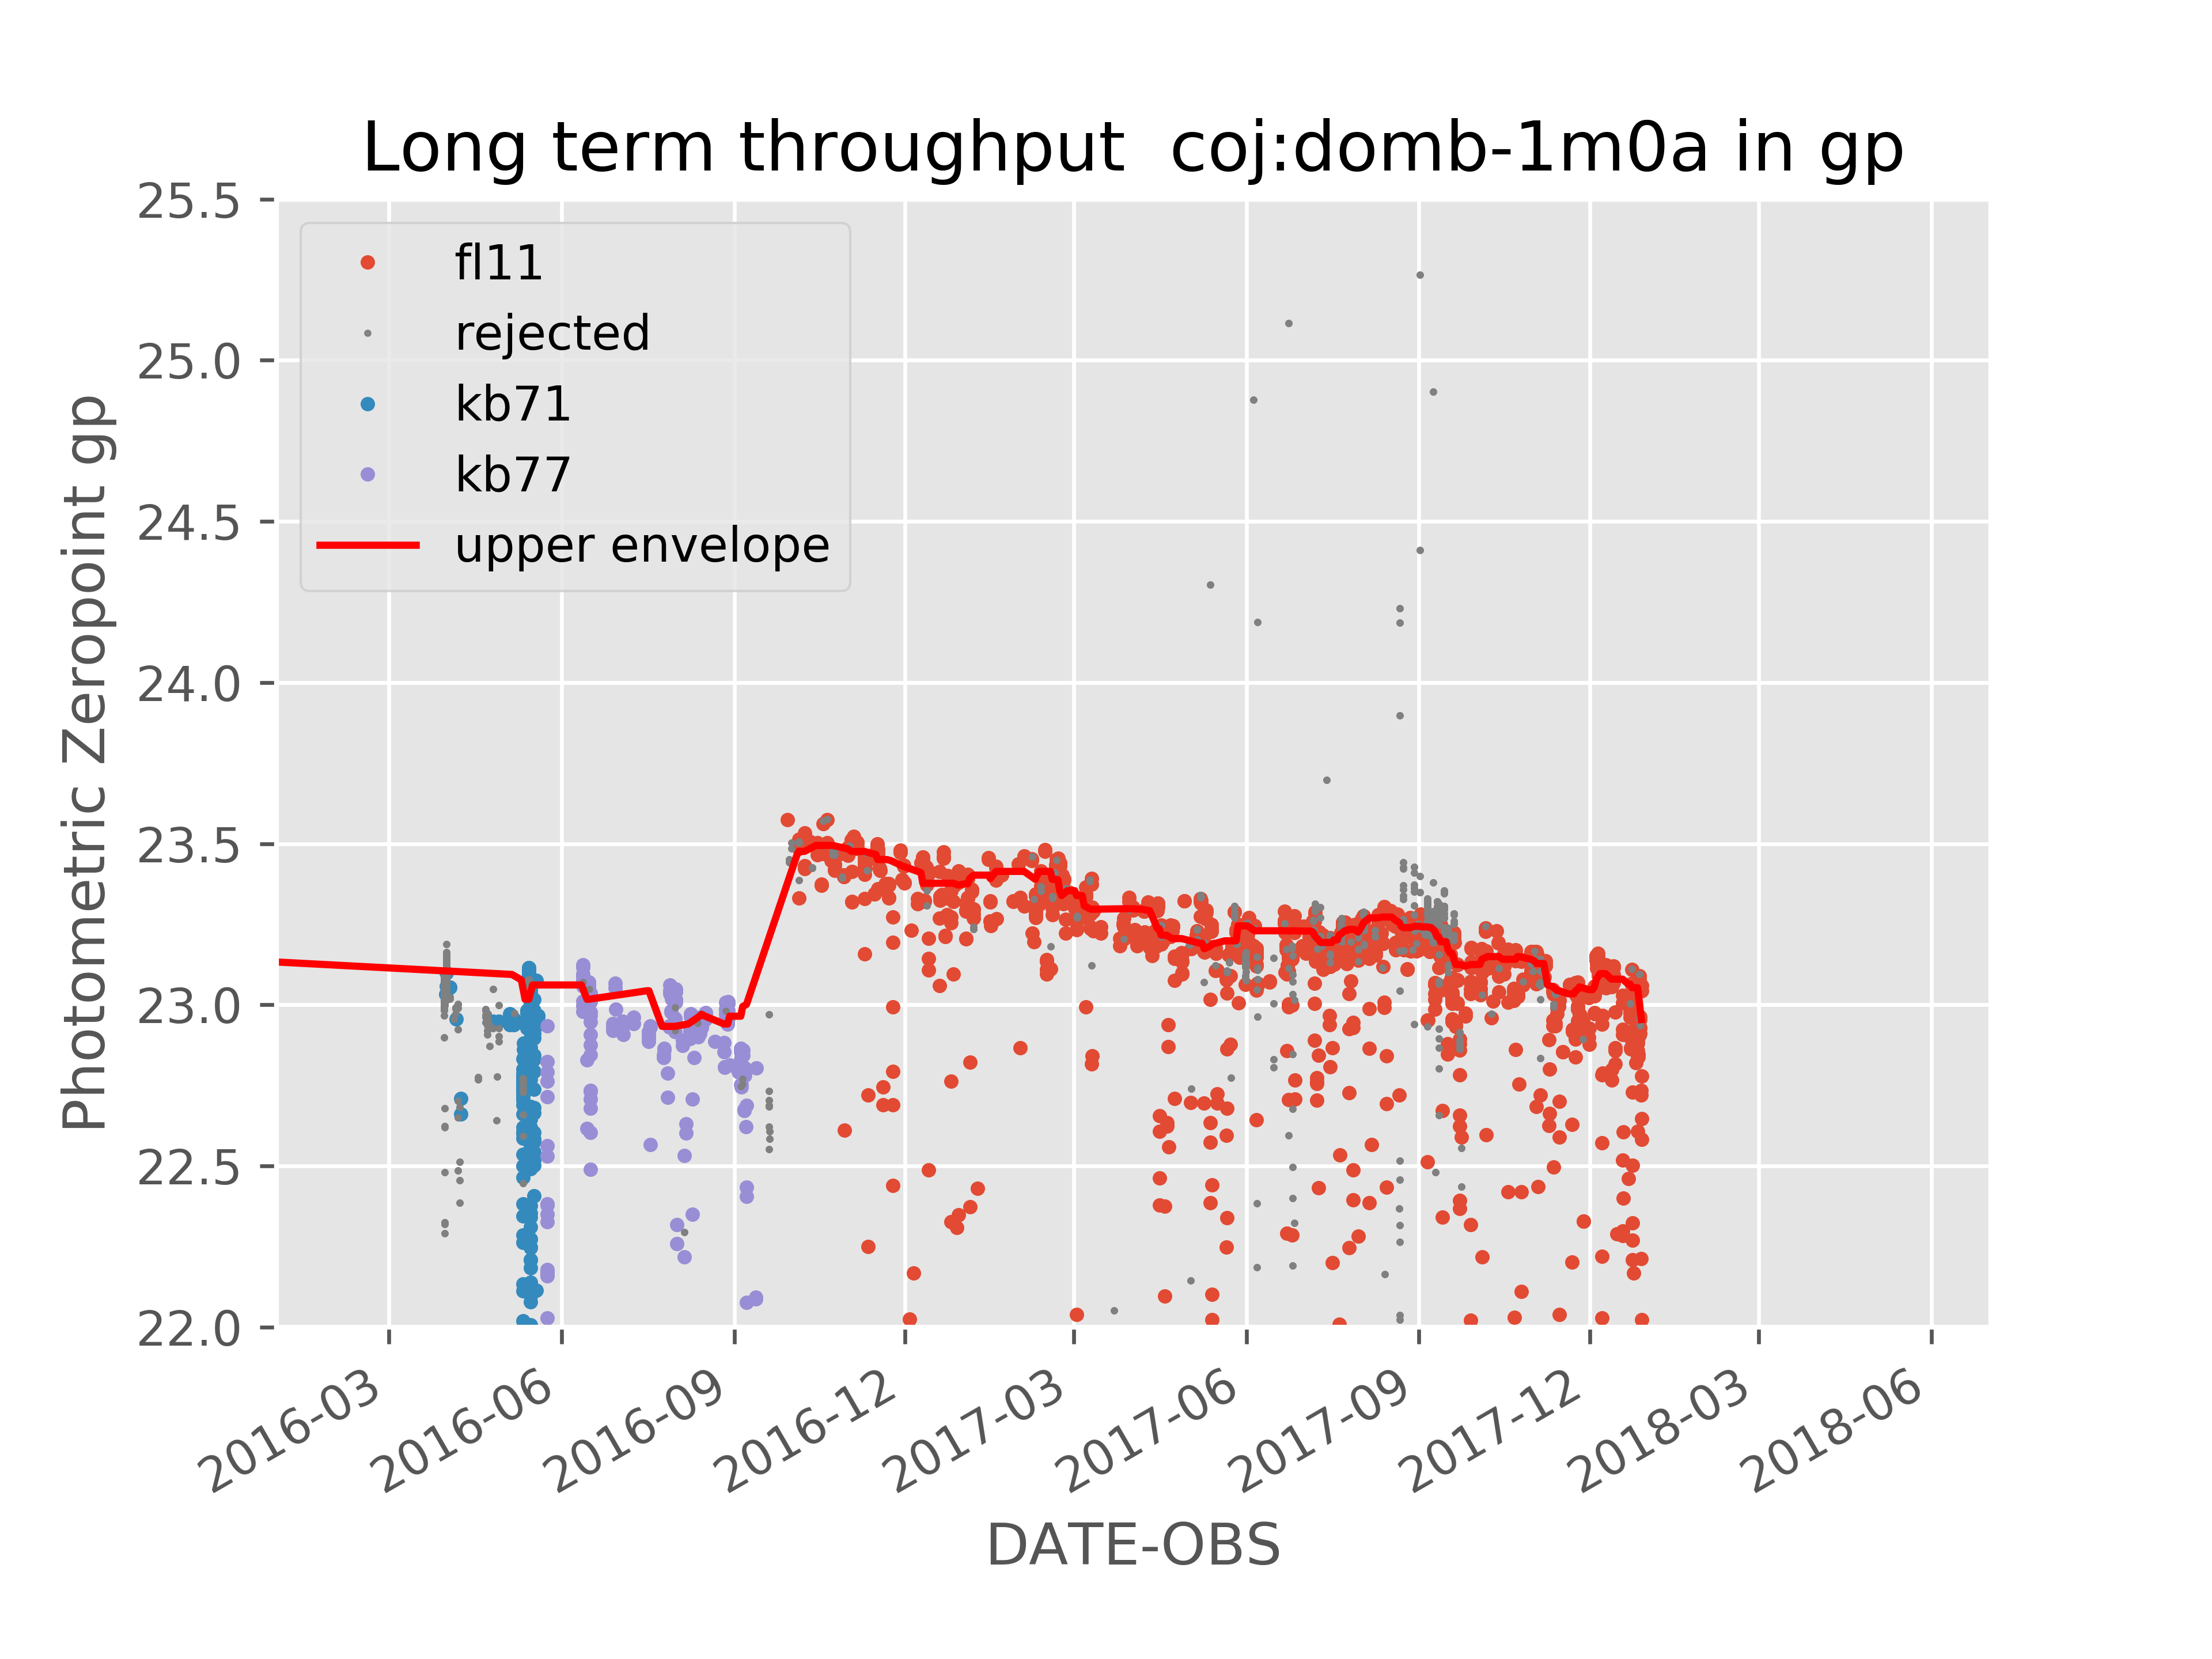 Long term throughput  coj:domb-1m0a in gp
25.5
25.0
24.5
24.0
23.5
23.0
22.5
22.0
Photometric Zeropoint gp
fl11
rejected
kb71
kb77
upper envelope
2016-03
2016-06
2016-09
2016-12
2017-03
2017-06
2017-09
2017-12
2018-03
2018-06
DATE-OBS